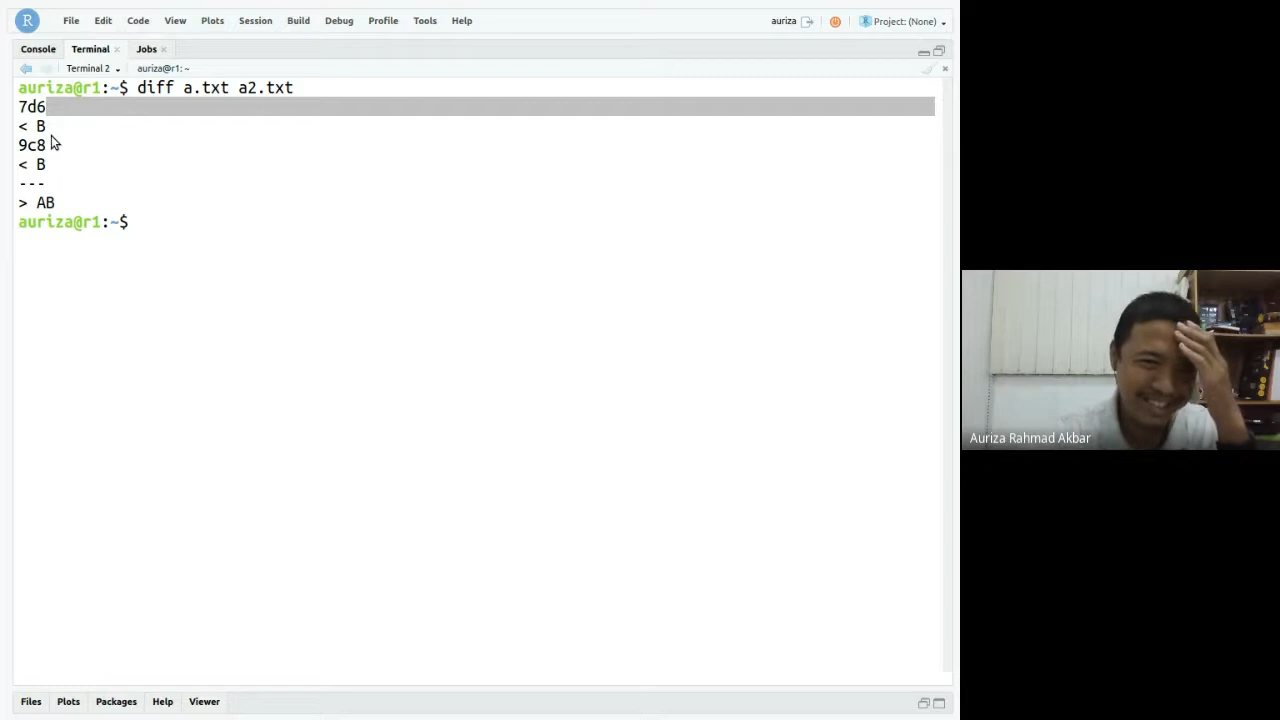 R File Edit Code View Plots Session Build Debug Profile Tools Help auriza Project: (None)
Console Terminal Jobs
Terminal 2 auriza@r1: ~
auriza@r1:~$ diff a.txt a2.txt
7d6
< B
9c8
< B
---
> AB
auriza@r1:~$
Auriza Rahmad Akbar
Files Plots Packages Help Viewer